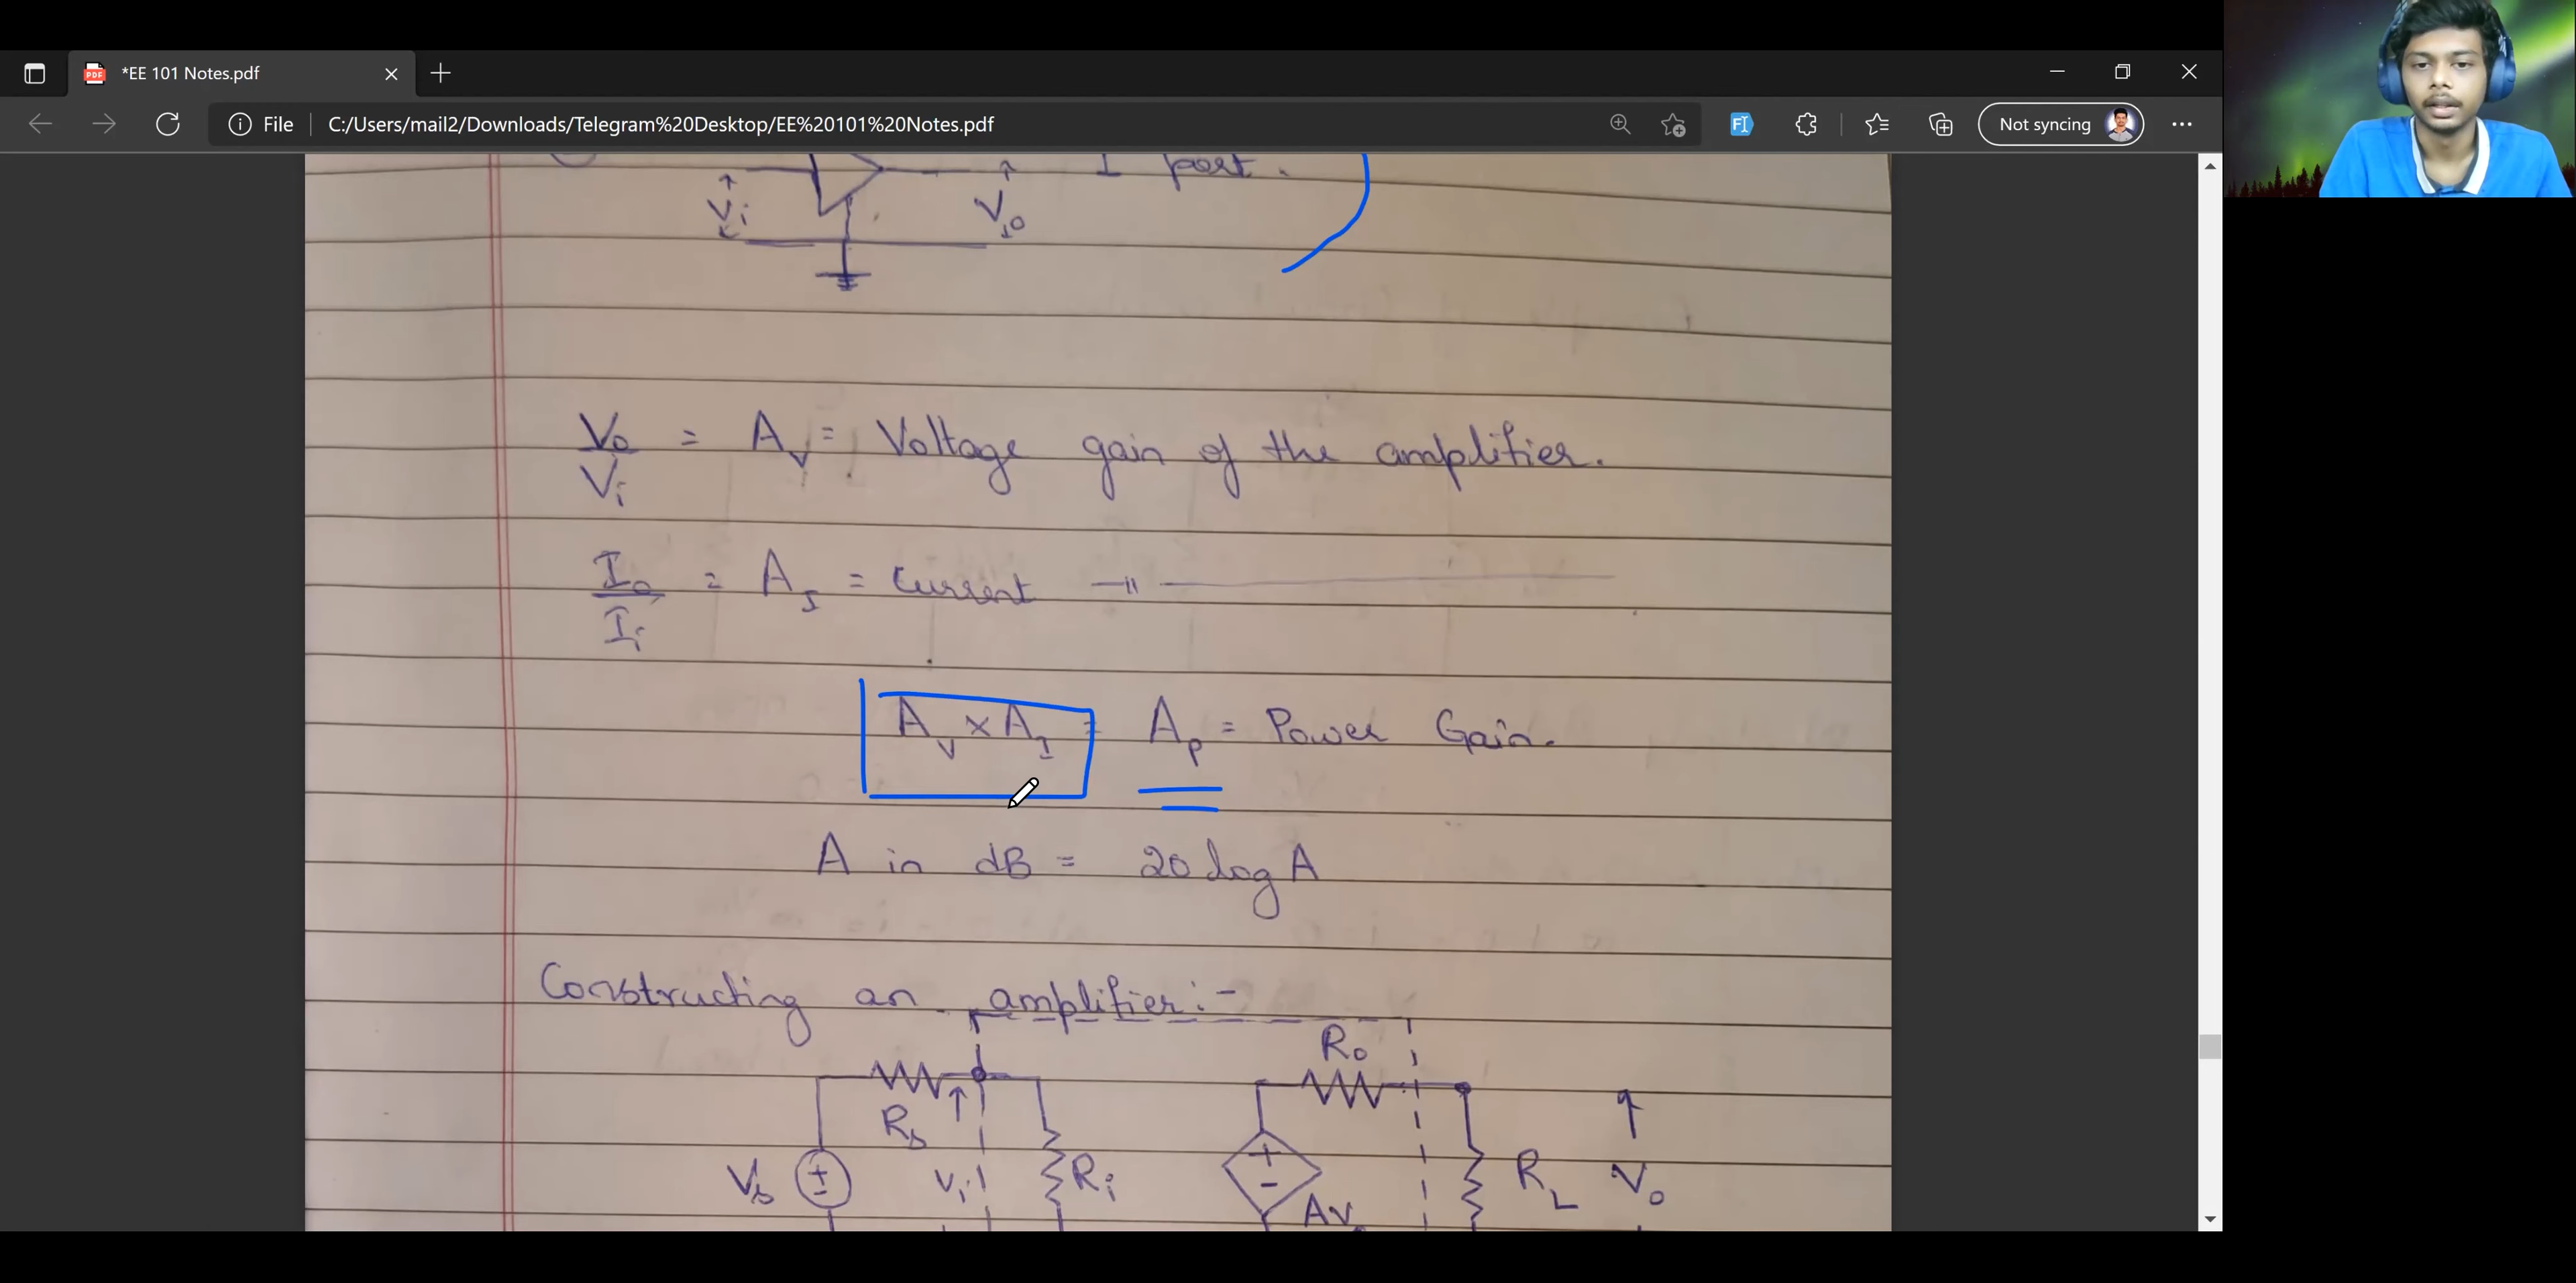 *EE 101 Notes.pdf
PDF
File
C:/Users/mail2/Downloads/Telegram%20Desktop/EE%20101%20Notes.pdf
Not syncing
I port.
Vi
Vo
Vo/Vi = Av = Voltage gain of the amplifier.
Io/Ii = AI = Current —〃—
Av × AI = Ap = Power Gain.
A in dB = 20 log A
Constructing an amplifier:-
Ro
Rs
Vs + - Vi Ri + - RL Vo
AV